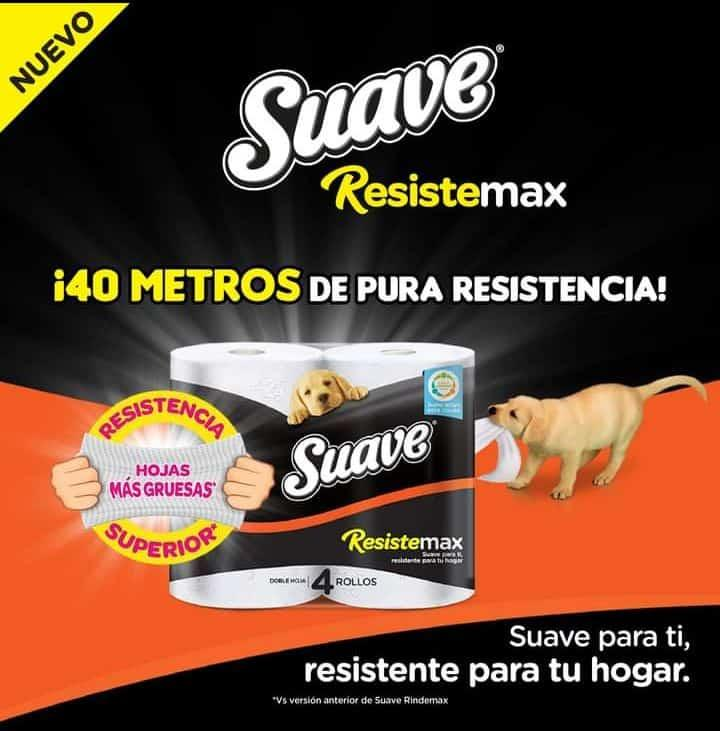 NUEVO
Suave®
Resistemax
¡40 METROS DE PURA RESISTENCIA!
RESISTENCIA
HOJAS
MÁS GRUESAS*
SUPERIOR*
Suave®
Resistemax
Suave para ti,
resistente para tu hogar
DOBLE HOJA 4 ROLLOS
Suave para ti,
resistente para tu hogar.
*Vs versión anterior de Suave Rindemax